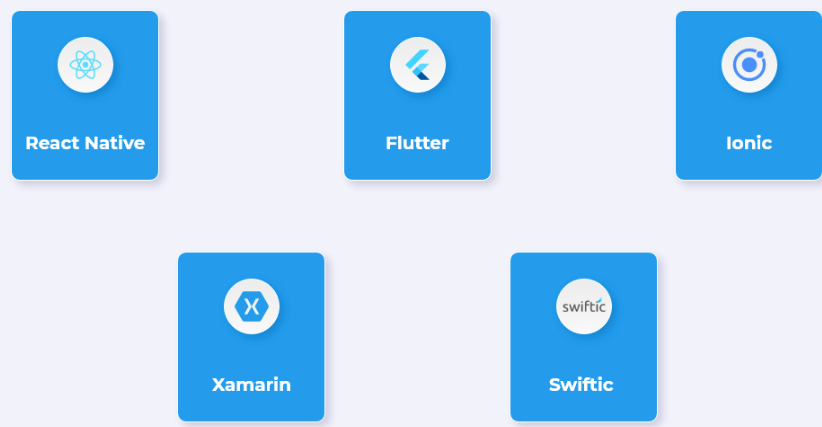 React Native
Flutter
Ionic
swiftic
Xamarin
Swiftic